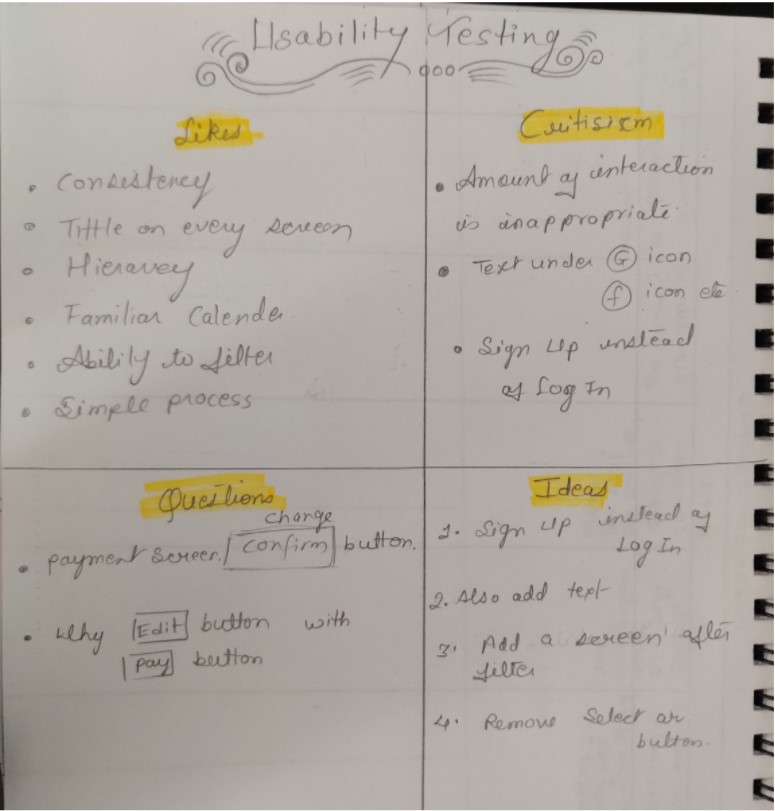 Usability Testing
Likes
• Consistency
• Tittle on every screen
• Hieravey
• Familiar Calender
• Ability to filter
• Simple process
Critisism
• Amount of interaction
is inappropriate.
• Text under G icon
f icon etc
• Sign Up instead
of Log In
Questions
change
• payment screen / Confirm button.
• Why Edit button with
Pay button
Ideas
1. Sign Up instead of
Log In
2. Also add text
3. Add a screen after
filter
4. Remove Select
button.